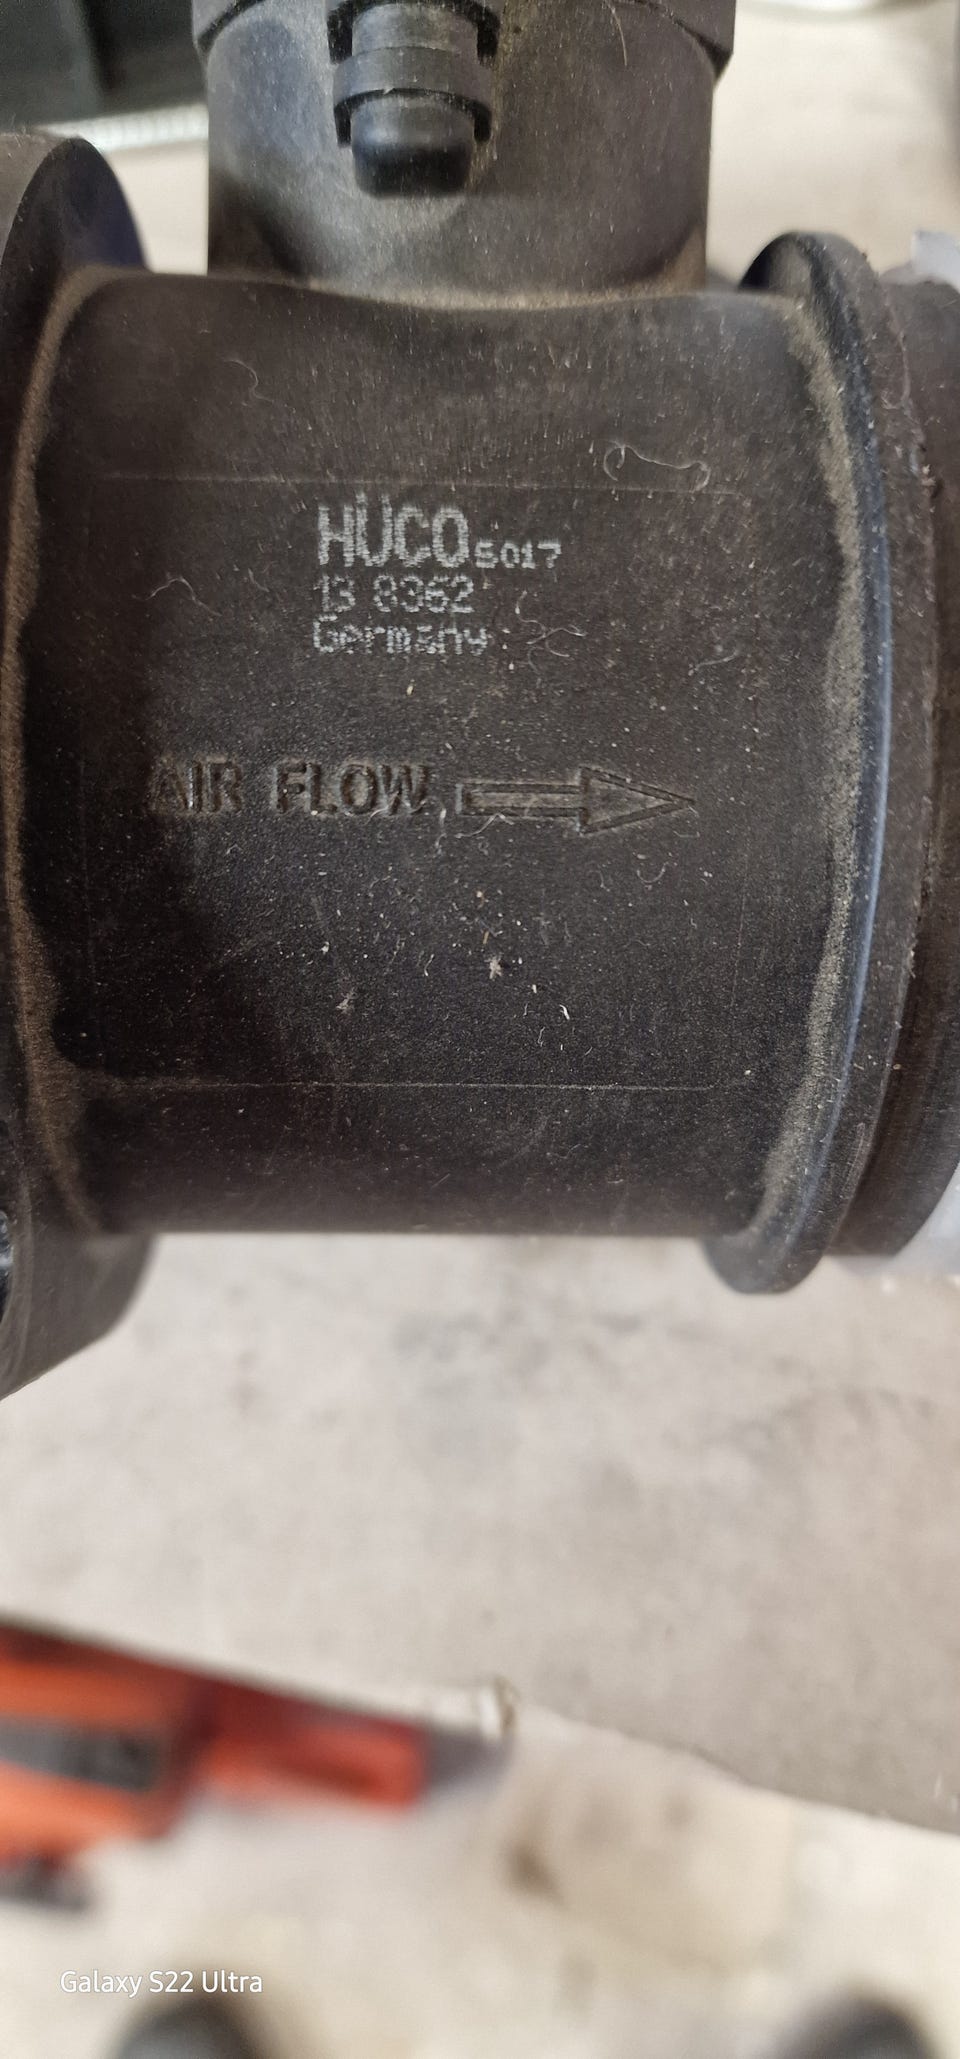 HÜCO 5017
13 8362
Germany
AIR FLOW
Galaxy S22 Ultra